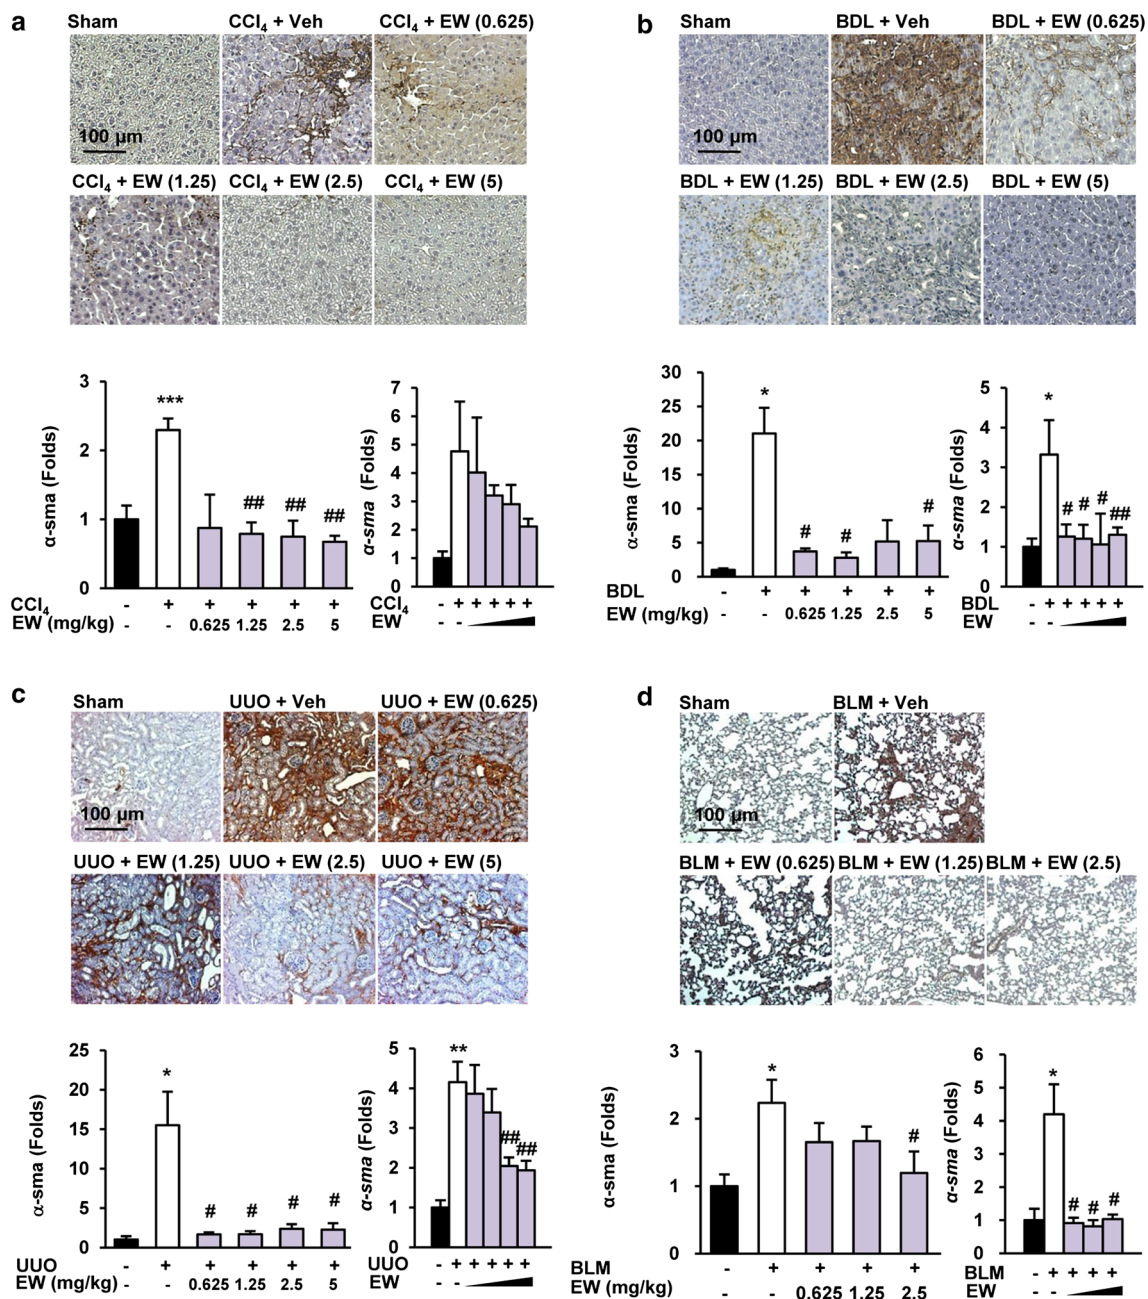 a
Sham CCl₄ + Veh CCl₄ + EW (0.625)
100 µm
CCl₄ + EW (1.25) CCl₄ + EW (2.5) CCl₄ + EW (5)
α-sma (Folds)
3
2
1
0
***
## ## ##
CCl₄ - + + + + +
EW (mg/kg) - - 0.625 1.25 2.5 5
α-sma (Folds)
7
6
5
4
3
2
1
0
CCl₄ - + + + + +
EW - -
b
Sham BDL + Veh BDL + EW (0.625)
100 µm
BDL + EW (1.25) BDL + EW (2.5) BDL + EW (5)
α-sma (Folds)
30
25
20
15
10
5
0
*
# # #
BDL - + + + + +
EW (mg/kg) - - 0.625 1.25 2.5 5
α-sma (Folds)
5
4
3
2
1
0
*
# # # ##
BDL - + + + + +
EW - -
c
Sham UUO + Veh UUO + EW (0.625)
100 µm
UUO + EW (1.25) UUO + EW (2.5) UUO + EW (5)
α-sma (Folds)
25
20
15
10
5
0
*
# # # #
UUO - + + + + +
EW (mg/kg) - - 0.625 1.25 2.5 5
α-sma (Folds)
5
4
3
2
1
0
**
## ##
UUO - + + + + +
EW - -
d
Sham BLM + Veh
100 µm
BLM + EW (0.625) BLM + EW (1.25) BLM + EW (2.5)
α-sma (Folds)
3
2
1
0
*
#
BLM - + + + +
EW (mg/kg) - - 0.625 1.25 2.5
α-sma (Folds)
6
5
4
3
2
1
0
*
# # #
BLM - + + + +
EW - -